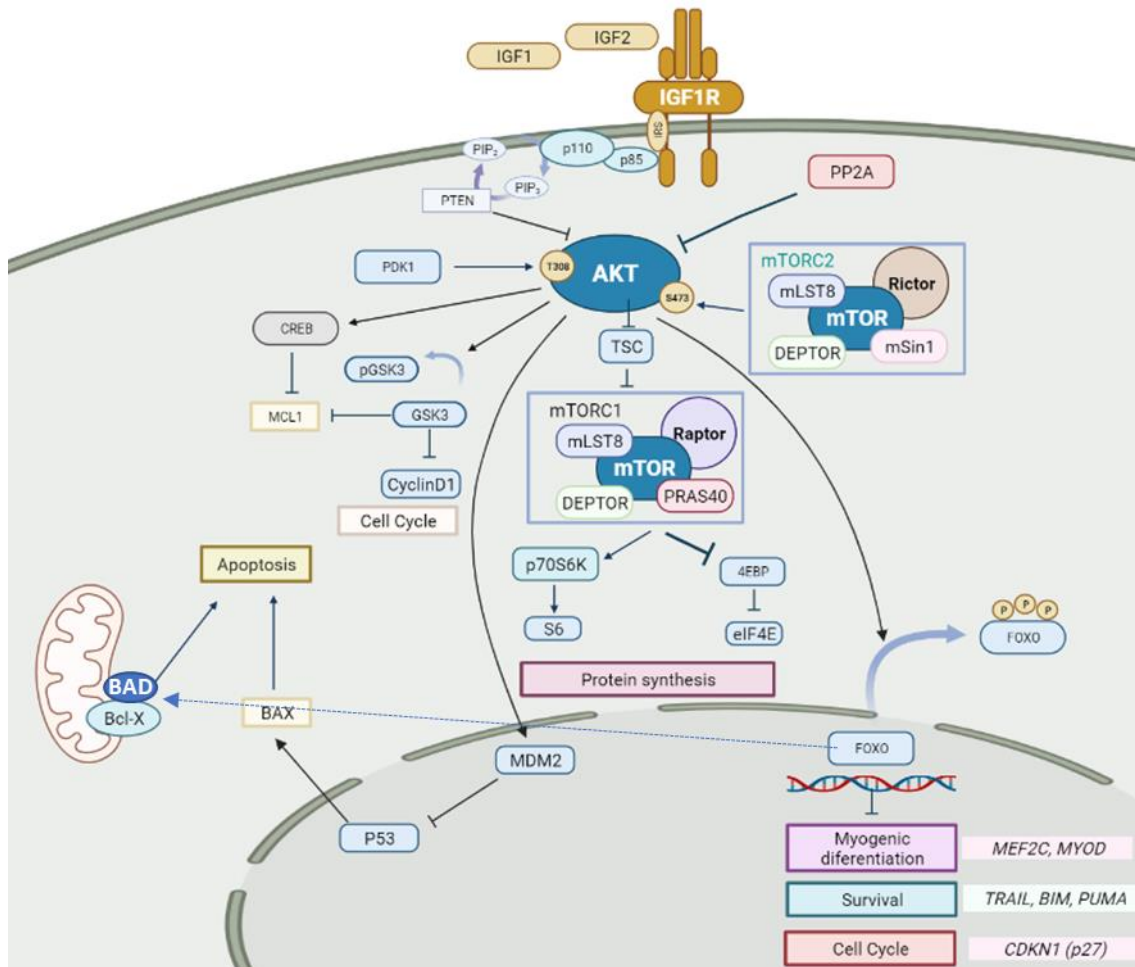 IGF2
IGF1
IGF1R
IRS
PIP2
p110
p85
PIP3
PTEN
PP2A
PDK1
T308
AKT
S473
mTORC2
mLST8
Rictor
mTOR
DEPTOR
mSin1
CREB
TSC
pGSK3
MCL1
GSK3
mTORC1
mLST8
Raptor
mTOR
DEPTOR
PRAS40
CyclinD1
Cell Cycle
Apoptosis
p70S6K
4EBP
S6
eIF4E
P
P
P
FOXO
Protein synthesis
BAD
Bcl-X
BAX
MDM2
FOXO
P53
Myogenic
diferentiation
MEF2C, MYOD
Survival
TRAIL, BIM, PUMA
Cell Cycle
CDKN1 (p27)